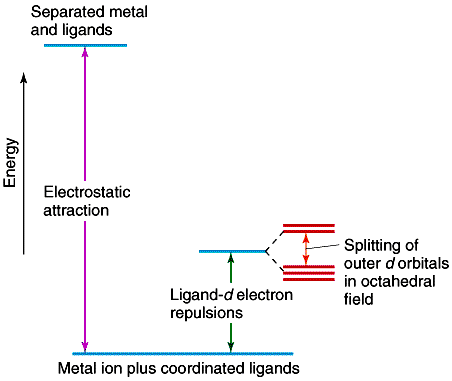 Separated metal
and ligands
Energy
Electrostatic
attraction
Splitting of
outer d orbitals
in octahedral
field
Ligand-d electron
repulsions
Metal ion plus coordinated ligands